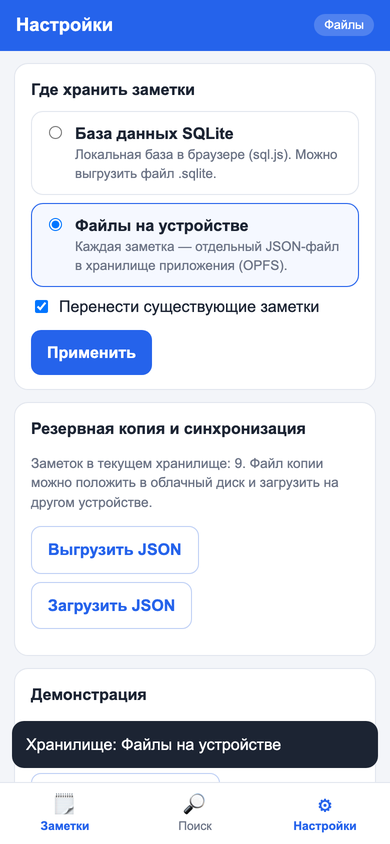 Настройки
Файлы
Где хранить заметки
База данных SQLite
Локальная база в браузере (sql.js). Можно
выгрузить файл .sqlite.
Файлы на устройстве
Каждая заметка — отдельный JSON-файл
в хранилище приложения (OPFS).
Перенести существующие заметки
Применить
Резервная копия и синхронизация
Заметок в текущем хранилище: 9. Файл копии
можно положить в облачный диск и загрузить на
другом устройстве.
Выгрузить JSON
Загрузить JSON
Демонстрация
Хранилище: Файлы на устройстве
Заметки
Поиск
Настройки